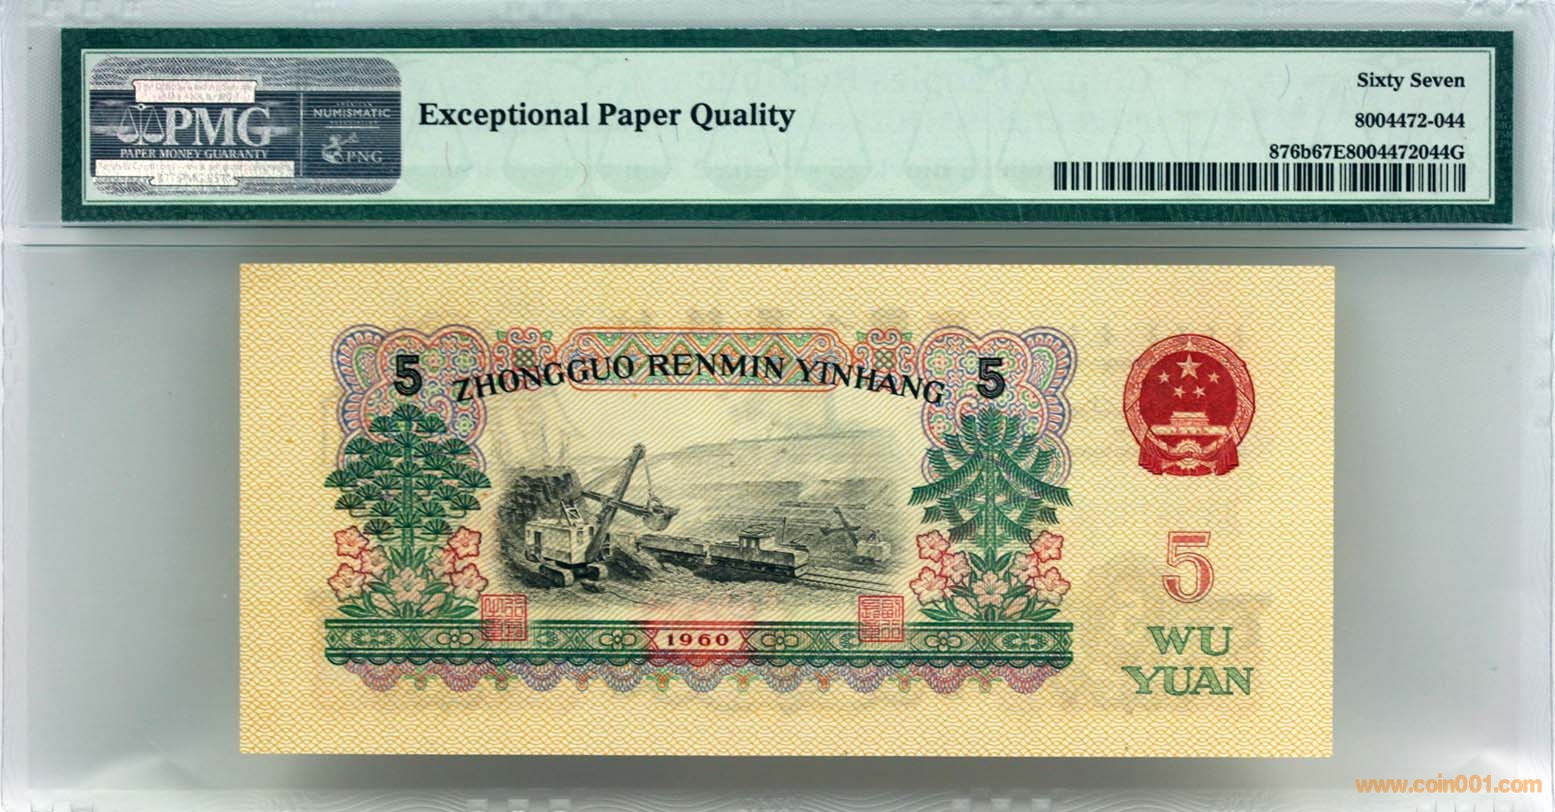 PMG
PAPER MONEY GUARANTY
NUMISMATIC
PNG
Exceptional Paper Quality
Sixty Seven
8004472-044
876b67E8004472044G
5
ZHONGGUO RENMIN YINHANG
5
1960
5
WU
YUAN
www.coin001.com